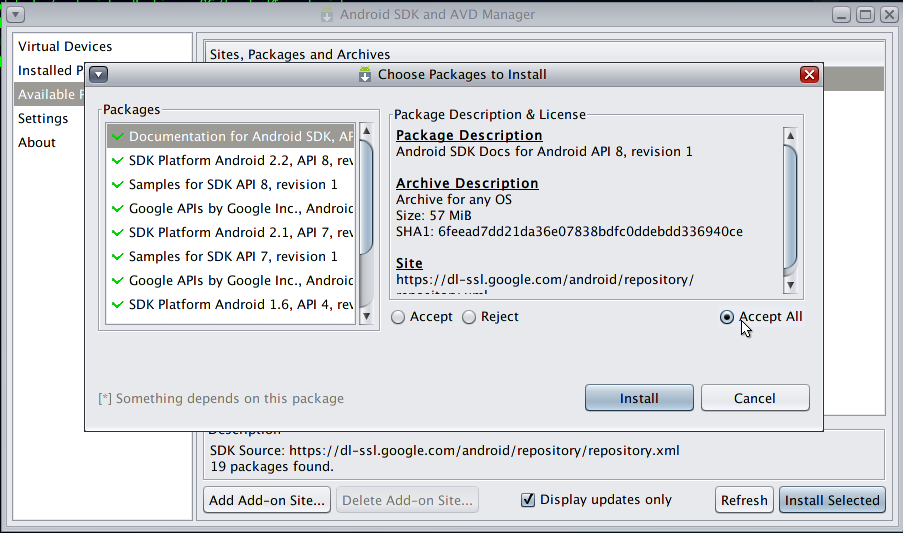 Android SDK and AVD Manager
Virtual Devices
Installed P
Available
Settings
About
Sites, Packages and Archives
Choose Packages to Install
Packages
Documentation for Android SDK, AP
SDK Platform Android 2.2, API 8, rev
Samples for SDK API 8, revision 1
Google APIs by Google Inc., Android
SDK Platform Android 2.1, API 7, rev
Samples for SDK API 7, revision 1
Google APIs by Google Inc., Android
SDK Platform Android 1.6, API 4, rev
Package Description & License
Package Description
Android SDK Docs for Android API 8, revision 1
Archive Description
Archive for any OS
Size: 57 MiB
SHA1: 6feead7dd21da36e07838bdfc0ddebdd336940ce
Site
https://dl-ssl.google.com/android/repository/
repository.xml
Accept
Reject
Accept All
[*] Something depends on this package
Install
Cancel
Description
SDK Source: https://dl-ssl.google.com/android/repository/repository.xml
19 packages found.
Add Add-on Site...
Delete Add-on Site...
Display updates only
Refresh
Install Selected